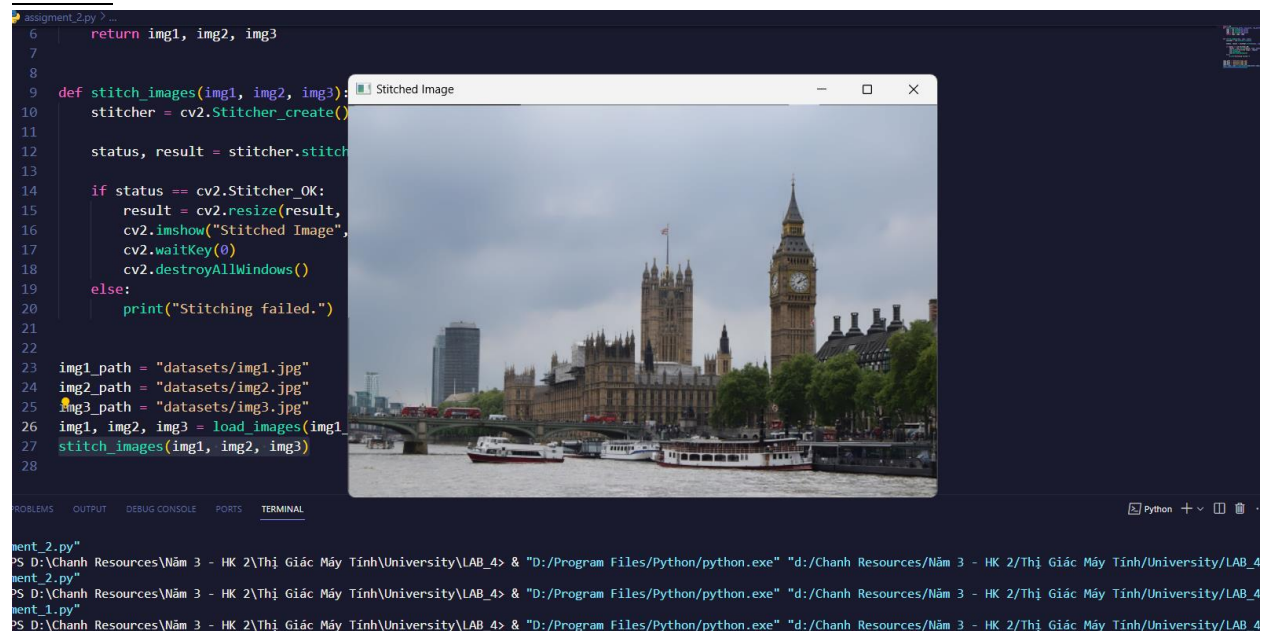 assigment_2.py > ...
6 return img1, img2, img3
7
8
9 def stitch_images(img1, img2, img3):
10 stitcher = cv2.Stitcher_create()
11
12 status, result = stitcher.stitch
13
14 if status == cv2.Stitcher_OK:
15 result = cv2.resize(result,
16 cv2.imshow("Stitched Image",
17 cv2.waitKey(0)
18 cv2.destroyAllWindows()
19 else:
20 print("Stitching failed.")
21
22
23 img1_path = "datasets/img1.jpg"
24 img2_path = "datasets/img2.jpg"
25 img3_path = "datasets/img3.jpg"
26 img1, img2, img3 = load_images(img1_
27 stitch_images(img1, img2, img3)
28
Stitched Image
PROBLEMS OUTPUT DEBUG CONSOLE PORTS TERMINAL
Python
ment_2.py"
PS D:\Chanh Resources\Năm 3 - HK 2\Thị Giác Máy Tính\University\LAB_4> & "D:/Program Files/Python/python.exe" "d:/Chanh Resources/Năm 3 - HK 2/Thị Giác Máy Tính/University/LAB_4
ment_2.py"
PS D:\Chanh Resources\Năm 3 - HK 2\Thị Giác Máy Tính\University\LAB_4> & "D:/Program Files/Python/python.exe" "d:/Chanh Resources/Năm 3 - HK 2/Thị Giác Máy Tính/University/LAB_4
ment_1.py"
PS D:\Chanh Resources\Năm 3 - HK 2\Thị Giác Máy Tính\University\LAB_4> & "D:/Program Files/Python/python.exe" "d:/Chanh Resources/Năm 3 - HK 2/Thị Giác Máy Tính/University/LAB_4